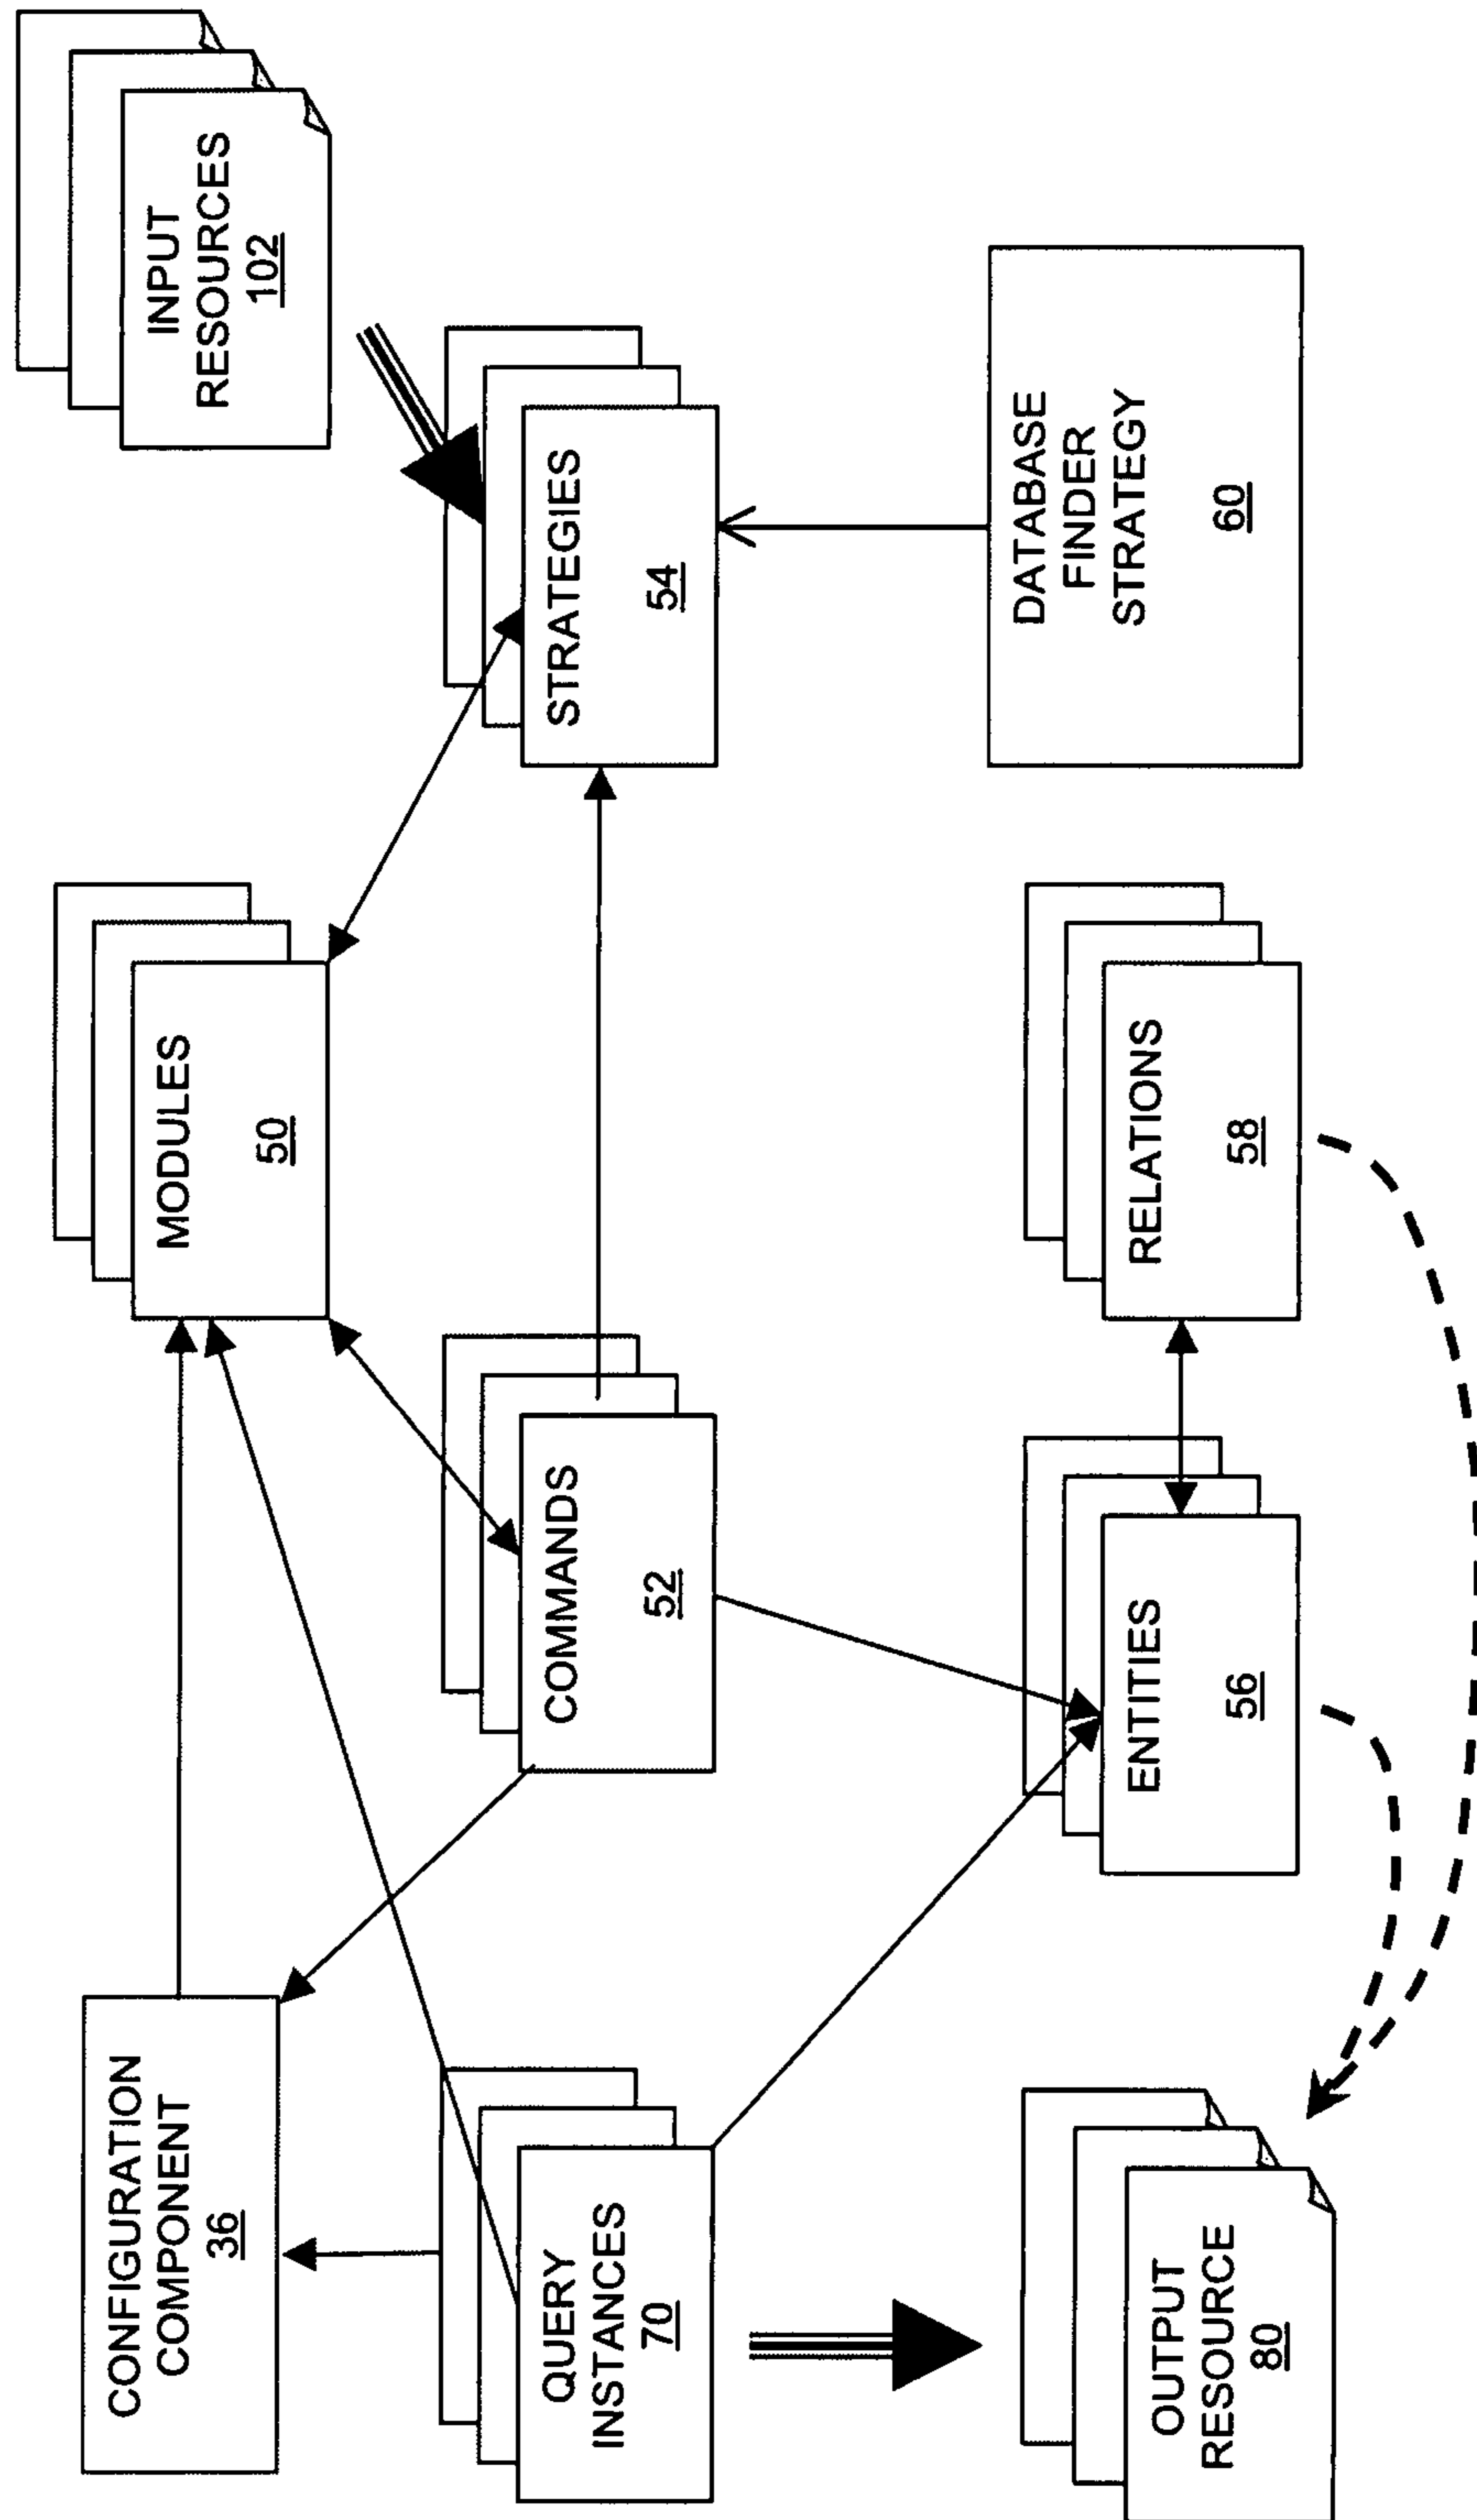 CONFIGURATION
COMPONENT
36
MODULES
50
INPUT
RESOURCES
102
QUERY
INSTANCES
70
COMMANDS
52
STRATEGIES
54
OUTPUT
RESOURCE
80
ENTITIES
56
RELATIONS
58
DATABASE
FINDER
STRATEGY
60